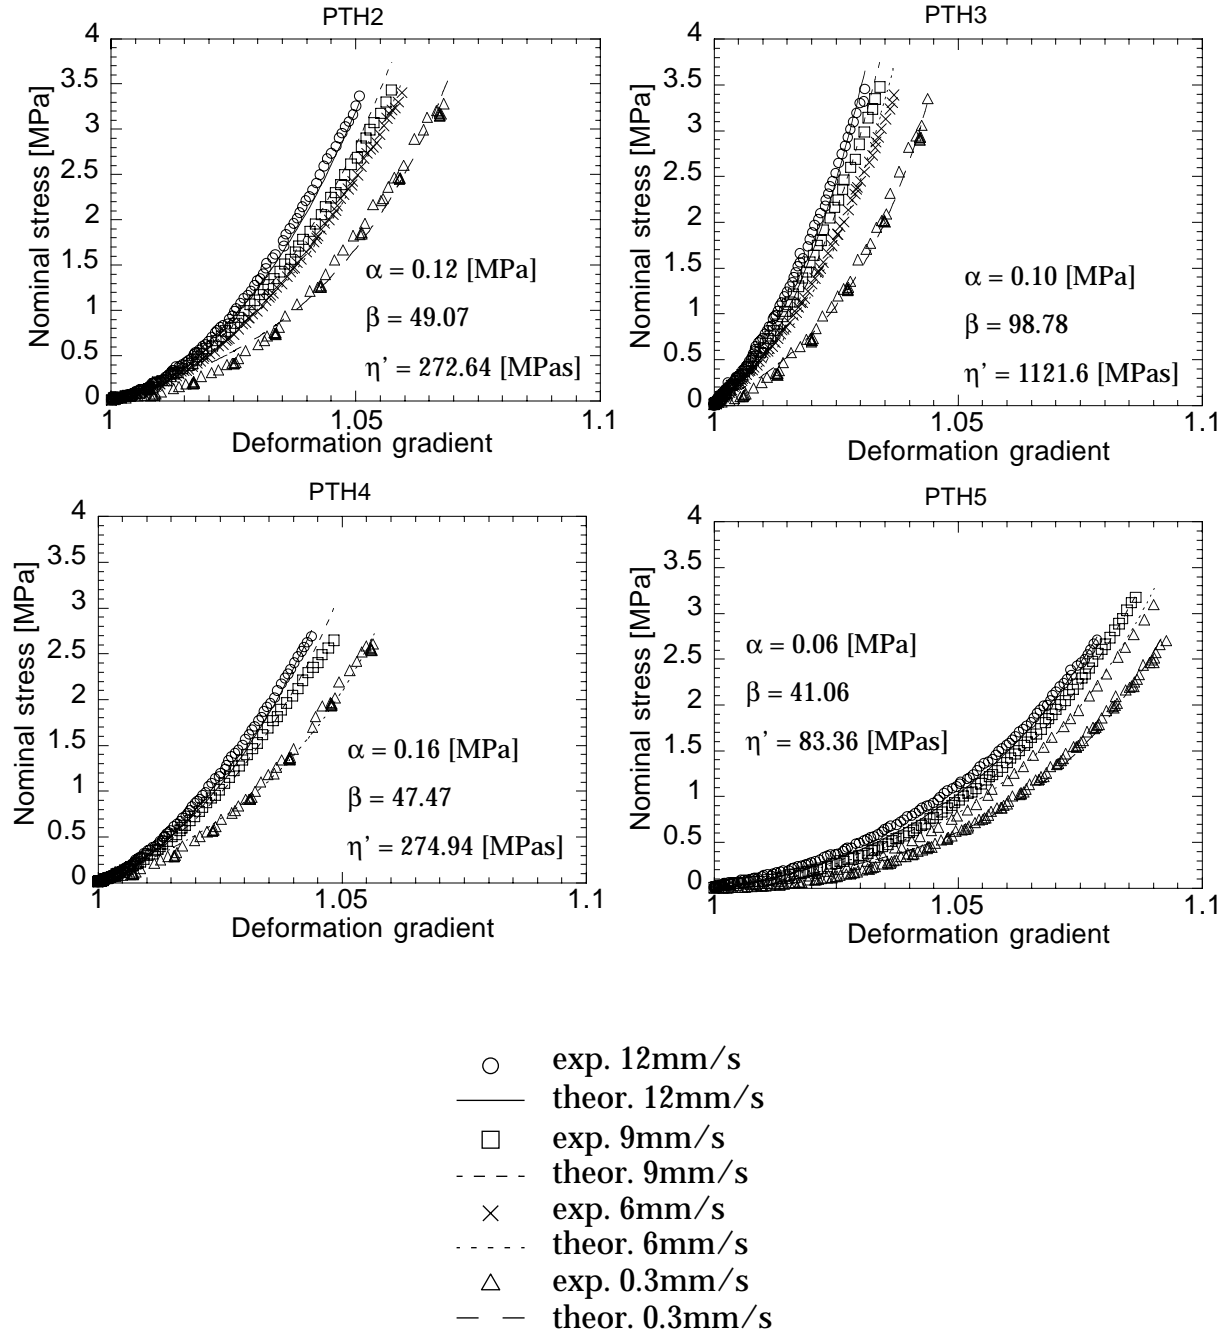 PTH2
4
3.5
3
2.5
2
1.5
1
0.5
0
Nominal stress [MPa]
α = 0.12 [MPa]
β = 49.07
η’ = 272.64 [MPas]
1
1.05
1.1
Deformation gradient
PTH3
4
3.5
3
2.5
2
1.5
1
0.5
0
Nominal stress [MPa]
α = 0.10 [MPa]
β = 98.78
η’ = 1121.6 [MPas]
1
1.05
1.1
Deformation gradient
PTH4
4
3.5
3
2.5
2
1.5
1
0.5
0
Nominal stress [MPa]
α = 0.16 [MPa]
β = 47.47
η’ = 274.94 [MPas]
1
1.05
1.1
Deformation gradient
PTH5
4
3.5
3
2.5
2
1.5
1
0.5
0
Nominal stress [MPa]
α = 0.06 [MPa]
β = 41.06
η’ = 83.36 [MPas]
1
1.05
1.1
Deformation gradient
exp. 12mm/s
theor. 12mm/s
exp. 9mm/s
theor. 9mm/s
exp. 6mm/s
theor. 6mm/s
exp. 0.3mm/s
theor. 0.3mm/s